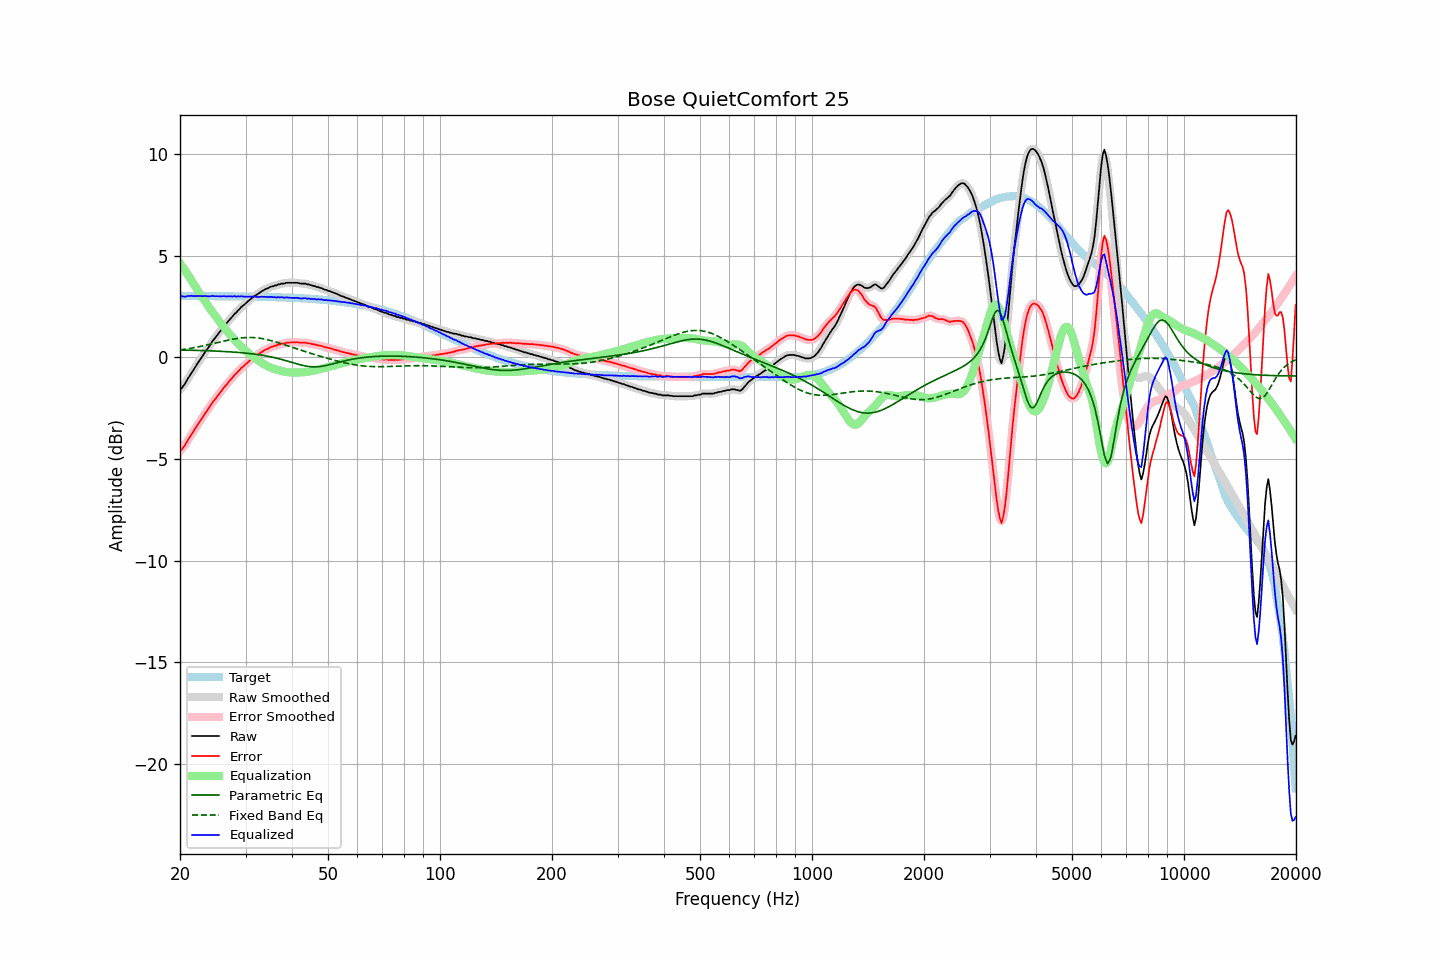 Bose QuietComfort 25
Amplitude (dBr)
10
5
0
−5
−10
−15
−20
Target
Raw Smoothed
Error Smoothed
Raw
Error
Equalization
Parametric Eq
Fixed Band Eq
Equalized
20 50 100 200 500 1000 2000 5000 10000 20000
Frequency (Hz)